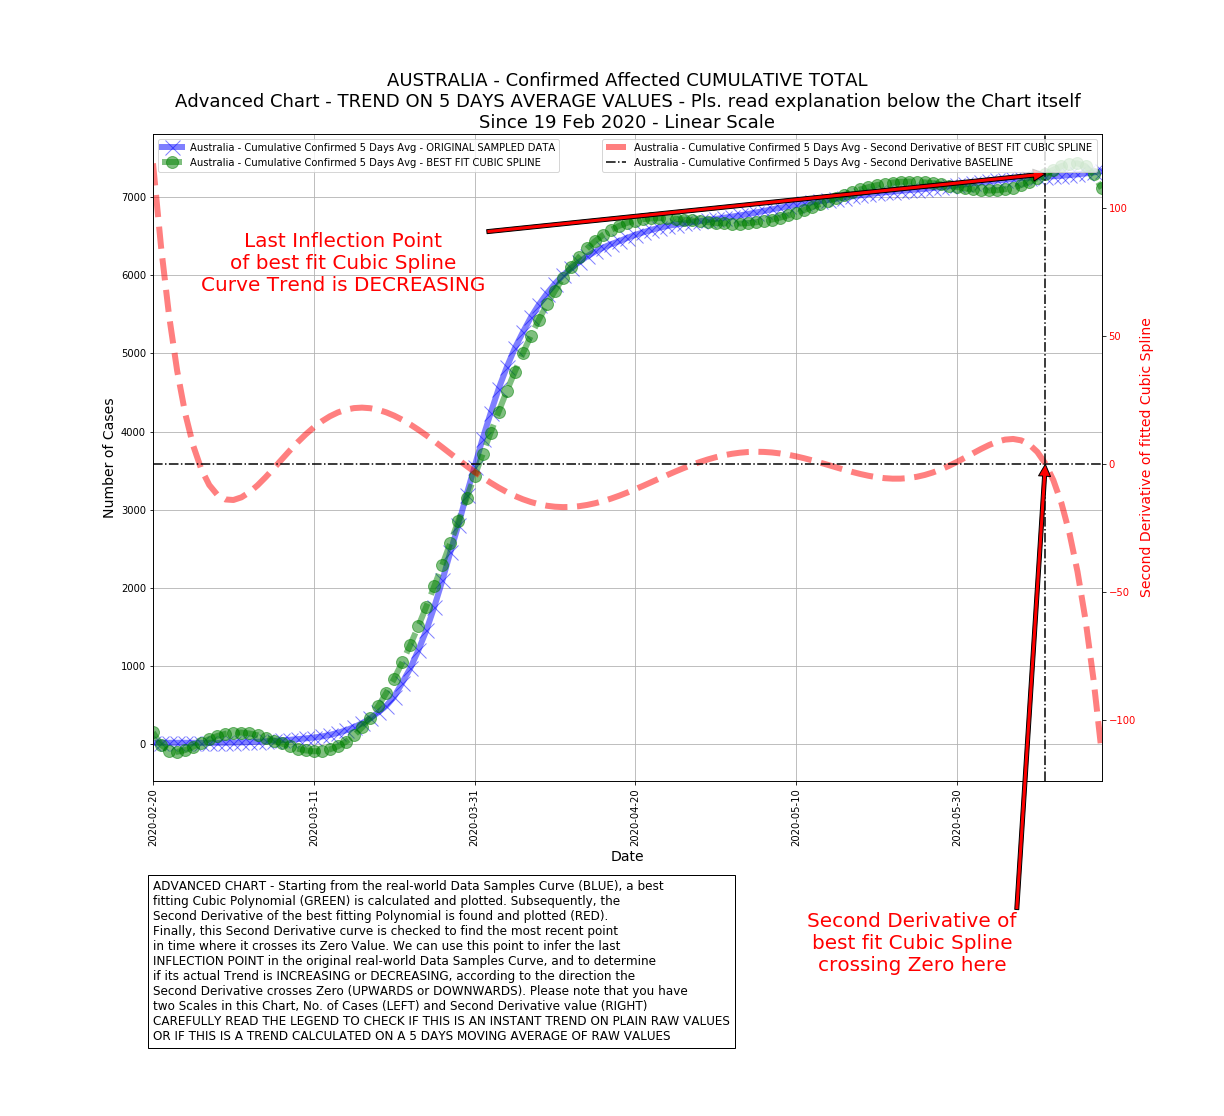 AUSTRALIA - Confirmed Affected CUMULATIVE TOTAL
Advanced Chart - TREND ON 5 DAYS AVERAGE VALUES - Pls. read explanation below the Chart itself
Since 19 Feb 2020 - Linear Scale
Australia - Cumulative Confirmed 5 Days Avg - ORIGINAL SAMPLED DATA
Australia - Cumulative Confirmed 5 Days Avg - BEST FIT CUBIC SPLINE
Australia - Cumulative Confirmed 5 Days Avg - Second Derivative of BEST FIT CUBIC SPLINE
Australia - Cumulative Confirmed 5 Days Avg - Second Derivative BASELINE
Last Inflection Point
of best fit Cubic Spline
Curve Trend is DECREASING
Number of Cases
7000
6000
5000
4000
3000
2000
1000
0
100
50
0
−50
−100
Second Derivative of fitted Cubic Spline
2020-02-20
2020-03-11
2020-03-31
2020-04-20
2020-05-10
2020-05-30
Date
Second Derivative of
best fit Cubic Spline
crossing Zero here
ADVANCED CHART - Starting from the real-world Data Samples Curve (BLUE), a best
fitting Cubic Polynomial (GREEN) is calculated and plotted. Subsequently, the
Second Derivative of the best fitting Polynomial is found and plotted (RED).
Finally, this Second Derivative curve is checked to find the most recent point
in time where it crosses its Zero Value. We can use this point to infer the last
INFLECTION POINT in the original real-world Data Samples Curve, and to determine
if its actual Trend is INCREASING or DECREASING, according to the direction the
Second Derivative crosses Zero (UPWARDS or DOWNWARDS). Please note that you have
two Scales in this Chart, No. of Cases (LEFT) and Second Derivative value (RIGHT)
CAREFULLY READ THE LEGEND TO CHECK IF THIS IS AN INSTANT TREND ON PLAIN RAW VALUES
OR IF THIS IS A TREND CALCULATED ON A 5 DAYS MOVING AVERAGE OF RAW VALUES